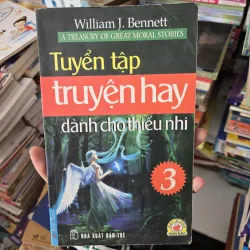 William J. Bennett
A TREASURY OF GREAT MORAL STORIES
Tuyển tập
truyện hay
dành cho thiếu nhi
3
NHÀ XUẤT BẢN TRẺ